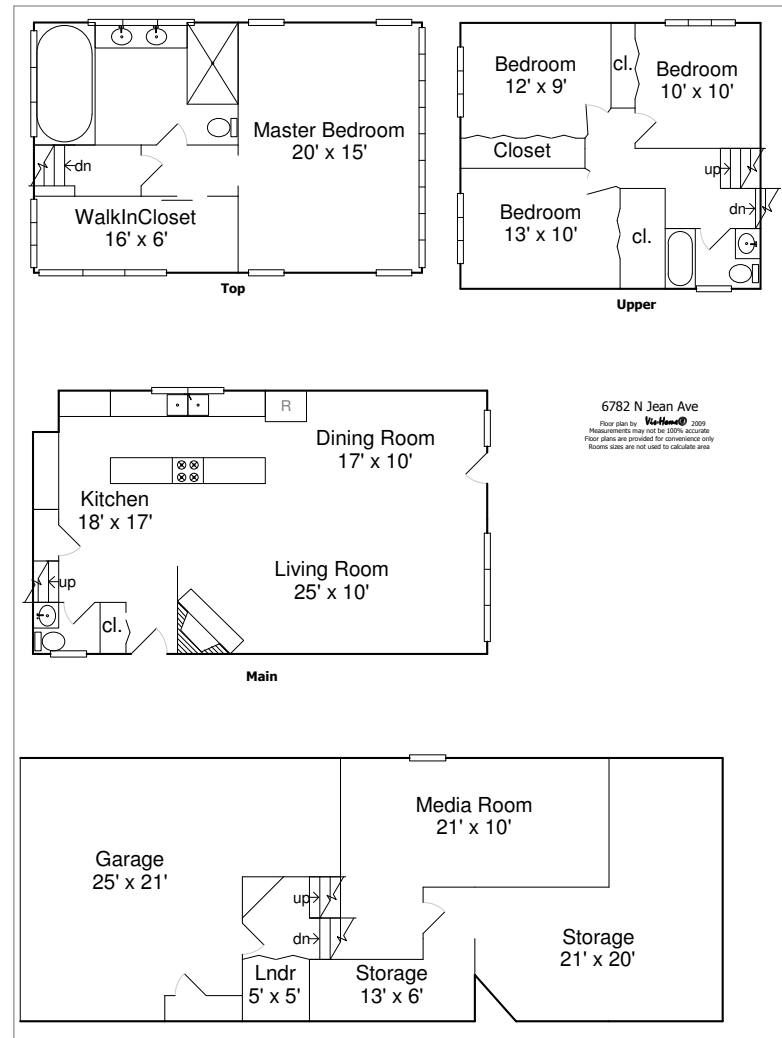 Master Bedroom
20' x 15'
dn
WalkInCloset
16' x 6'
Top
Bedroom
12' x 9'
cl.
Bedroom
10' x 10'
Closet
up
dn
Bedroom
13' x 10'
cl.
Upper
R
Dining Room
17' x 10'
Kitchen
18' x 17'
up
Living Room
25' x 10'
cl.
Main
6782 N Jean Ave
Floor plan by Vis-Home® 2009
Measurements may not be 100% accurate
Floor plans are provided for convenience only
Rooms sizes are not used to calculate area
Media Room
21' x 10'
Garage
25' x 21'
up
dn
Lndr
5' x 5'
Storage
13' x 6'
Storage
21' x 20'